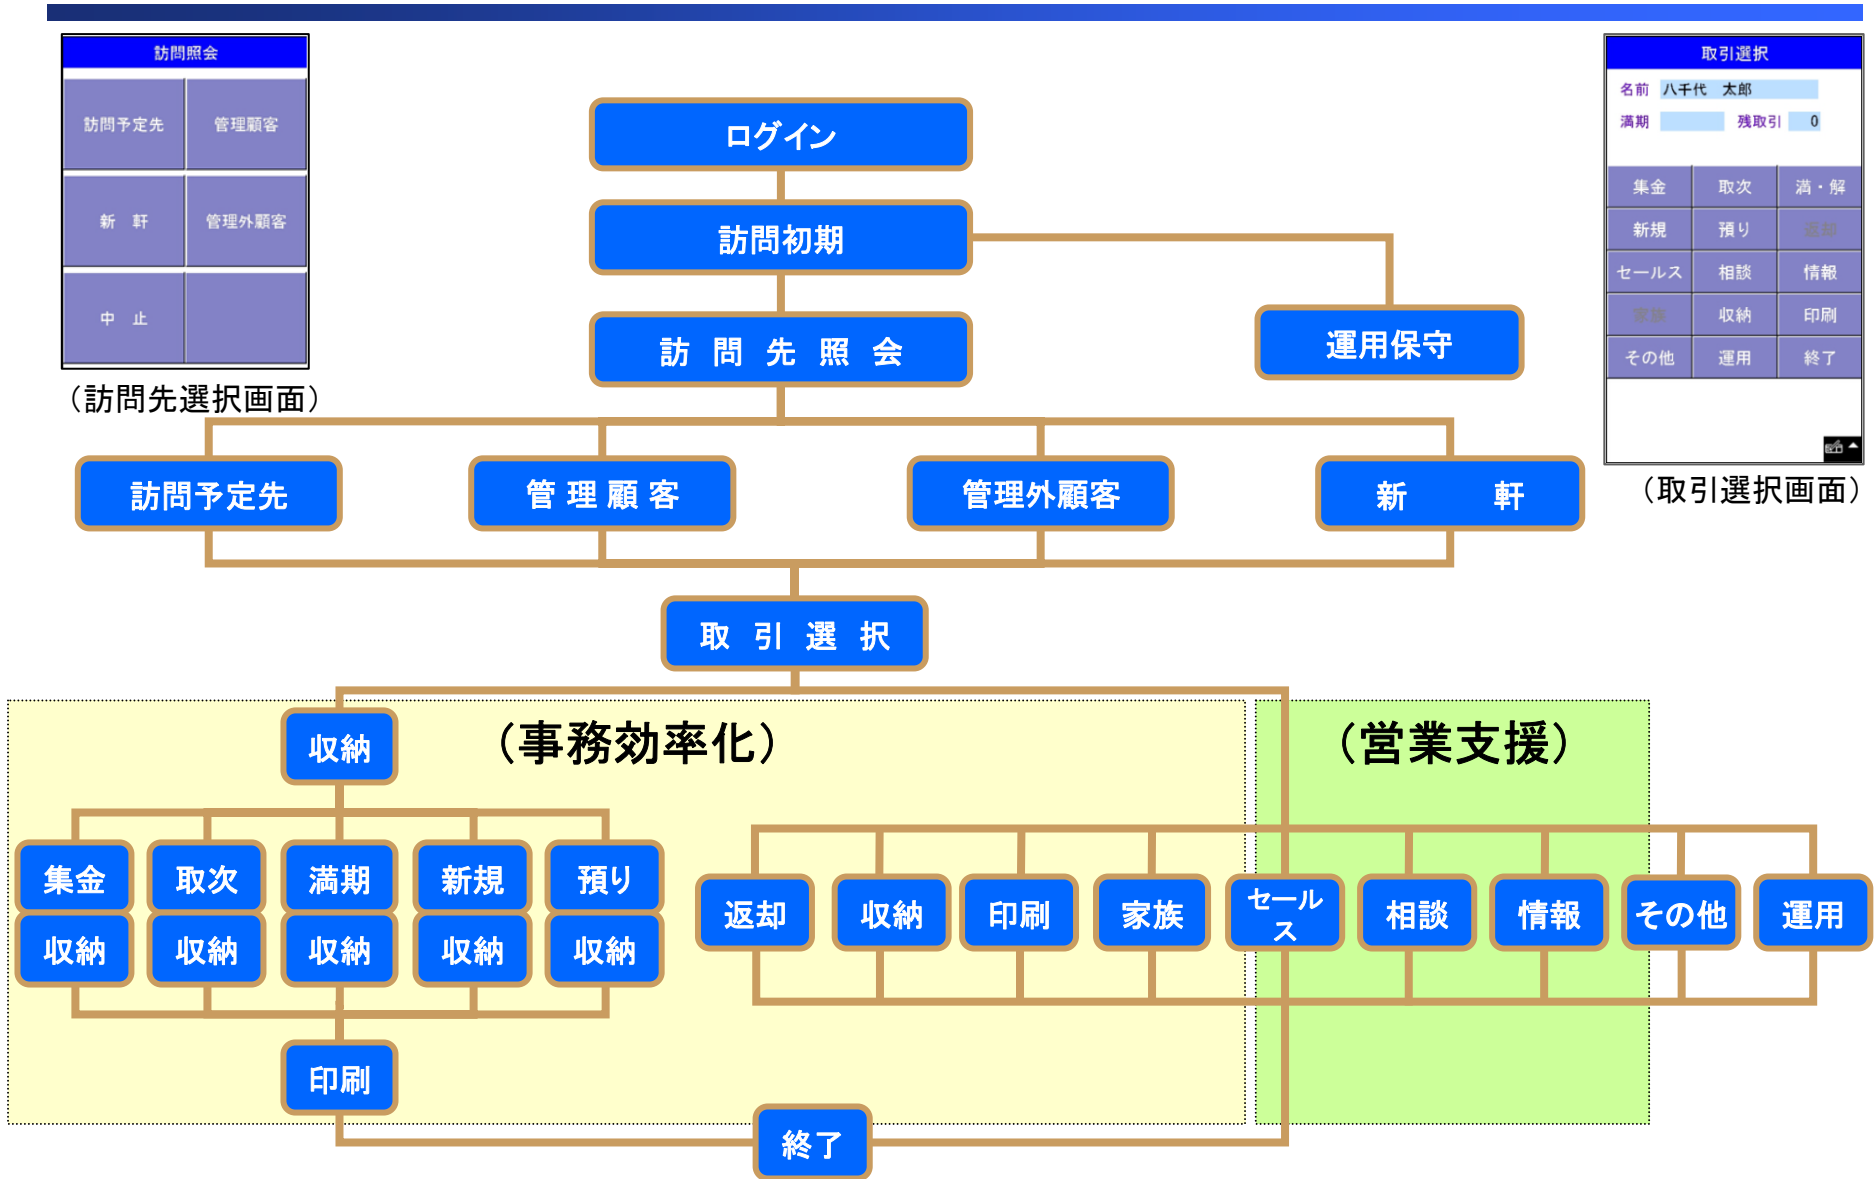 訪問照会
訪問予定先 管理顧客
新 軒 管理外顧客
中 止
（訪問先選択画面）
取引選択
名前 八千代 太郎
満期 残取引 0
集金 取次 満・解
新規 預り 返却
セールス 相談 情報
家族 収納 印刷
その他 運用 終了
（取引選択画面）
ログイン
訪問初期
訪 問 先 照 会
運用保守
訪問予定先 管 理 顧 客 管理外顧客 新 軒
取 引 選 択
（事務効率化）
（営業支援）
収納
集金 取次 満期 新規 預り
収納 収納 収納 収納 収納
返却 収納 印刷 家族
セール
ス
相談 情報 その他 運用
印刷
終了